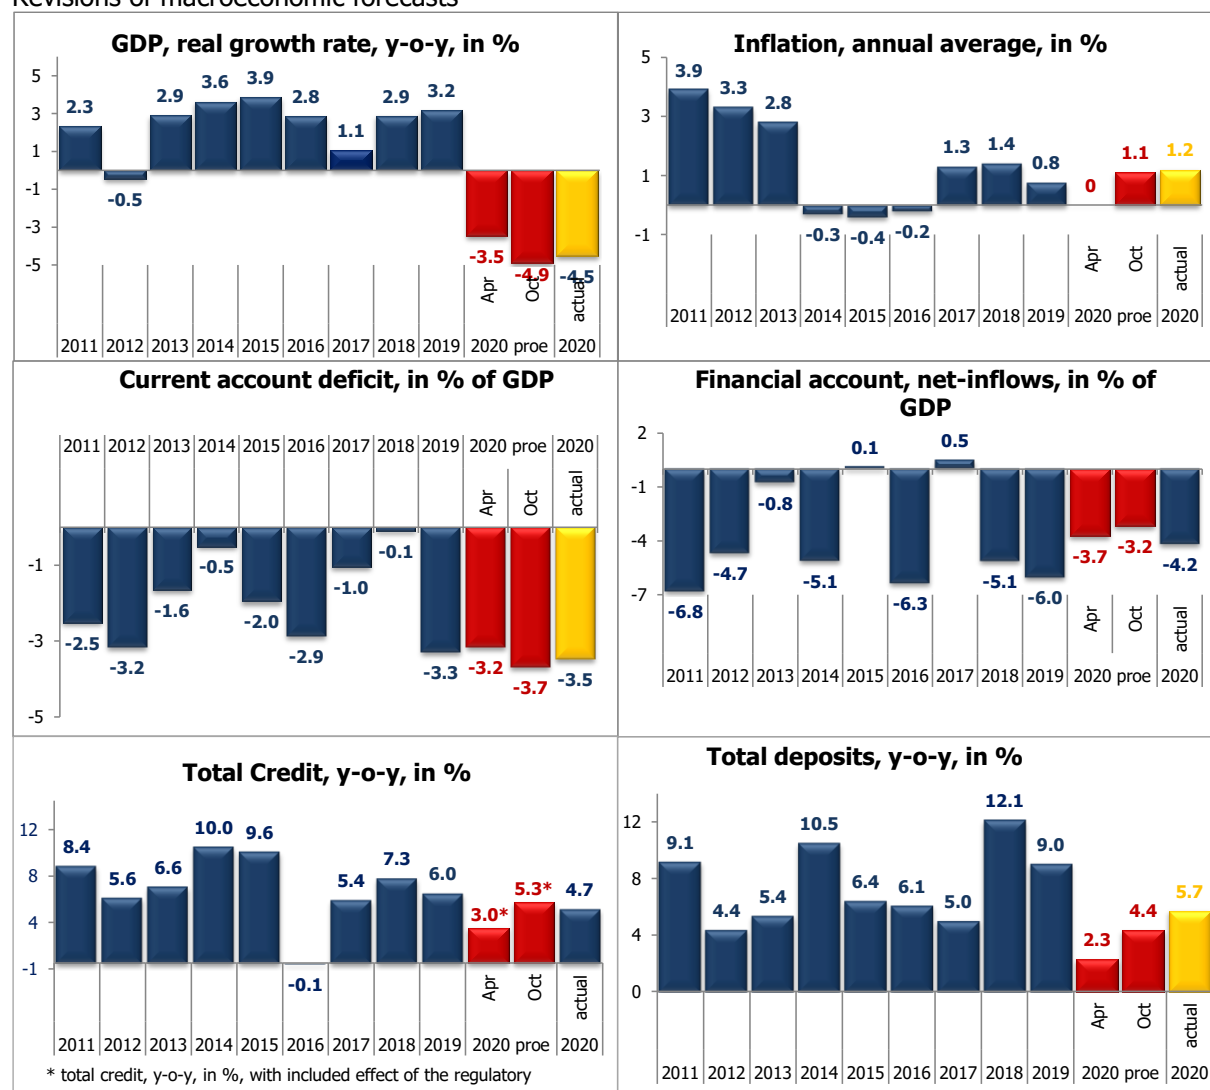 Revisions of macroeconomic forecasts
GDP, real growth rate, y-o-y, in %
5
3
1
-1
-3
-5
2.3
-0.5
2.9
3.6
3.9
2.8
1.1
2.9
3.2
-3.5
-4.9
-4.5
Apr
Oct
actual
2011 2012 2013 2014 2015 2016 2017 2018 2019 2020 proe 2020
Inflation, annual average, in %
5
3
1
-1
3.9
3.3
2.8
-0.3
-0.4
-0.2
1.3
1.4
0.8
0
1.1
1.2
Apr
Oct
actual
2011 2012 2013 2014 2015 2016 2017 2018 2019 2020 proe 2020
Current account deficit, in % of GDP
2011 2012 2013 2014 2015 2016 2017 2018 2019 2020 proe 2020
Apr
Oct
actual
-1
-3
-5
-2.5
-3.2
-1.6
-0.5
-2.0
-2.9
-1.0
-0.1
-3.3
-3.2
-3.7
-3.5
Financial account, net-inflows, in % of
GDP
2
-1
-4
-7
-6.8
-4.7
-0.8
-5.1
0.1
-6.3
0.5
-5.1
-6.0
-3.7
-3.2
-4.2
Apr
Oct
actual
2011 2012 2013 2014 2015 2016 2017 2018 2019 2020 proe 2020
Total Credit, y-o-y, in %
12
8
4
-1
8.4
5.6
6.6
10.0
9.6
-0.1
5.4
7.3
6.0
3.0*
5.3*
4.7
Apr
Oct
actual
2011 2012 2013 2014 2015 2016 2017 2018 2019 2020 proe 2020
* total credit, y-o-y, in %, with included effect of the regulatory
Total deposits, y-o-y, in %
12
8
4
0
9.1
4.4
5.4
10.5
6.4
6.1
5.0
12.1
9.0
2.3
4.4
5.7
Apr
Oct
actual
2011 2012 2013 2014 2015 2016 2017 2018 2019 2020 proe 2020